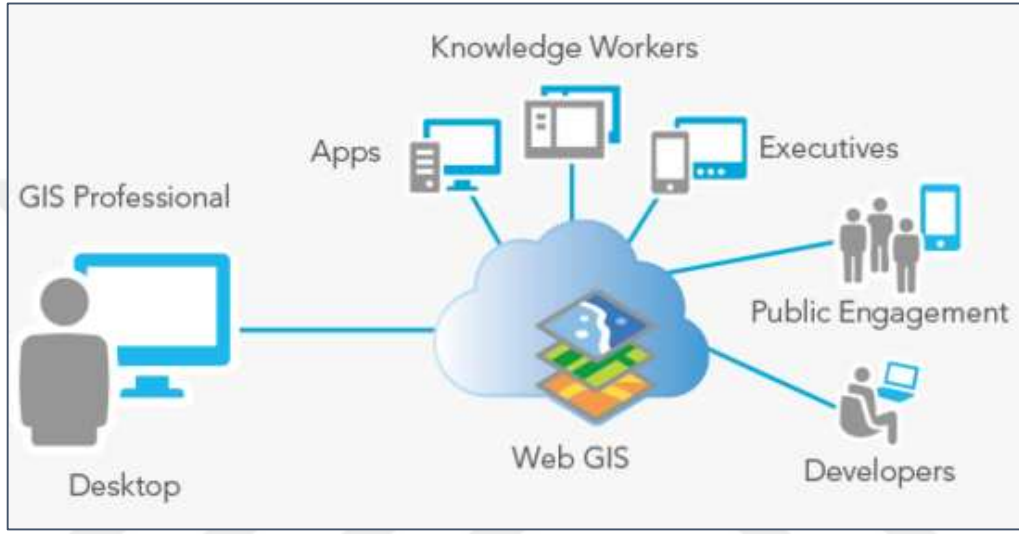 Knowledge Workers
Apps
Executives
GIS Professional
Public Engagement
Web GIS
Developers
Desktop